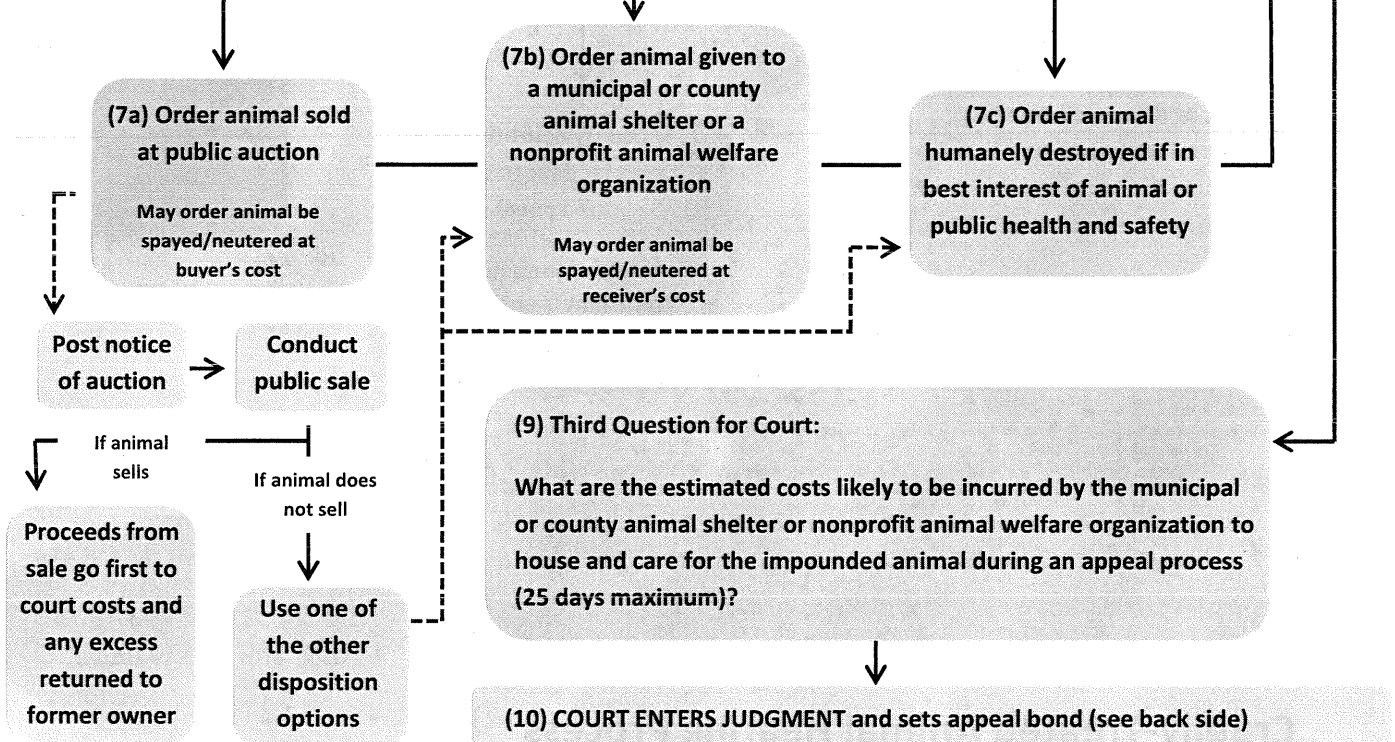 (7a) Order animal sold
at public auction
May order animal be
spayed/neutered at
buyer's cost
(7b) Order animal given to
a municipal or county
animal shelter or a
nonprofit animal welfare
organization
May order animal be
spayed/neutered at
receiver's cost
(7c) Order animal
humanely destroyed if in
best interest of animal or
public health and safety
Post notice
of auction
Conduct
public sale
If animal
sells
If animal does
not sell
Proceeds from
sale go first to
court costs and
any excess
returned to
former owner
Use one of
the other
disposition
options
(9) Third Question for Court:
What are the estimated costs likely to be incurred by the municipal
or county animal shelter or nonprofit animal welfare organization to
house and care for the impounded animal during an appeal process
(25 days maximum)?
(10) COURT ENTERS JUDGMENT and sets appeal bond (see back side)